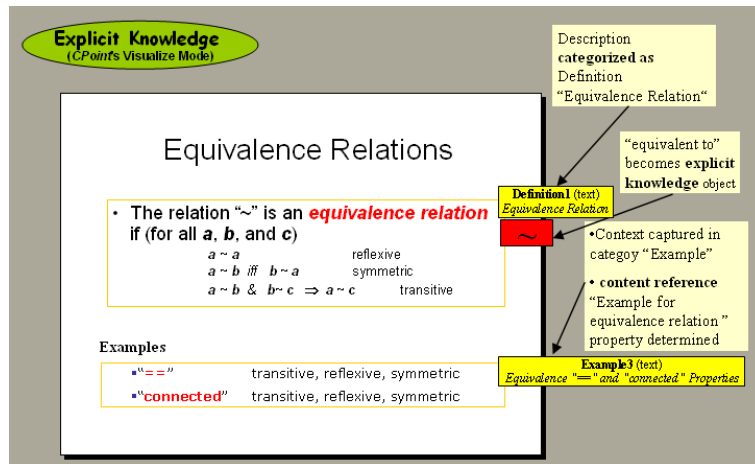 Explicit Knowledge
(CPoint's Visualize Mode)
Description
categorized as
Definition
"Equivalence Relation"
"equivalent to"
becomes explicit
knowledge object
Equivalence Relations
Definition1 (text)
Equivalence Relation
~
• The relation "~" is an equivalence relation
if (for all a, b, and c)
a ~ a reflexive
a ~ b iff b ~ a symmetric
a ~ b & b~ c ⇒ a ~ c transitive
•Context captured in
categoy "Example"
• content reference
"Example for
equivalence relation "
property determined
Examples
▪"==" transitive, reflexive, symmetric
▪"connected" transitive, reflexive, symmetric
Example3 (text)
Equivalence "==" and "connected" Properties